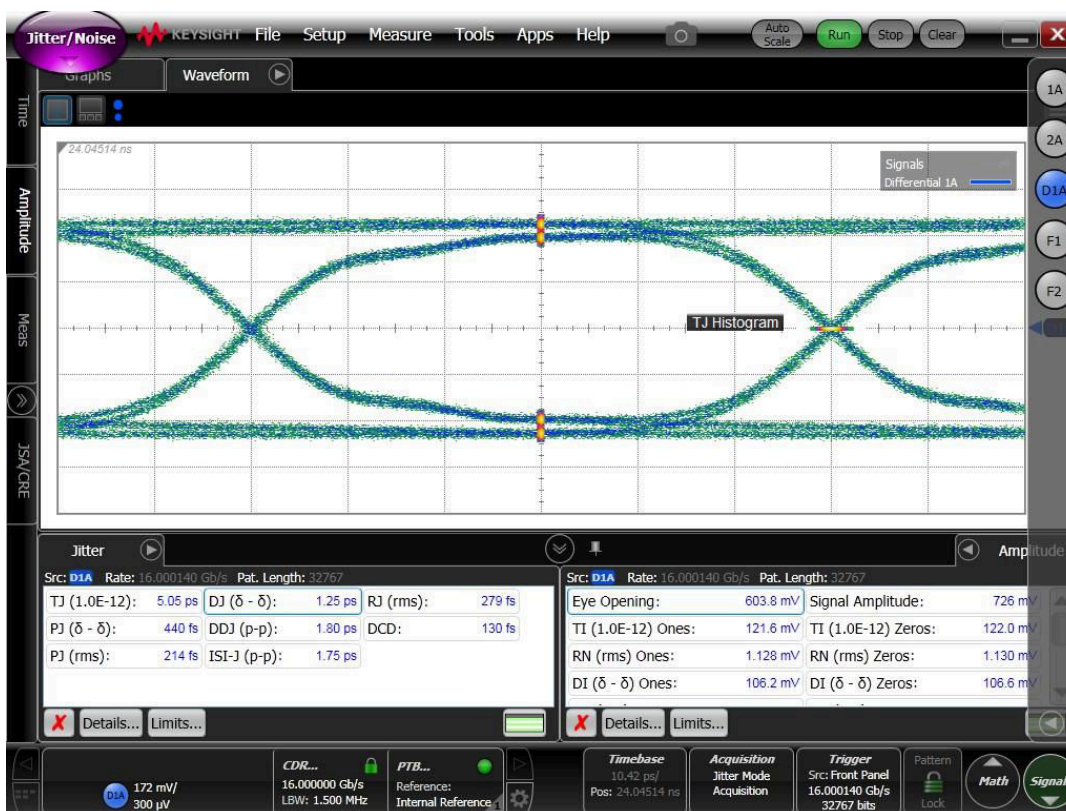 Jitter/Noise
KEYSIGHT File Setup Measure Tools Apps Help Auto Scale Run Stop Clear X
Graphs Waveform
Time
Amplitude
Meas
JSA/CRE
24.04514 ns
Signals
Differential 1A
TJ Histogram
1A
2A
D1A
F1
F2
Jitter
Src: D1A Rate: 16.000140 Gb/s Pat. Length: 32767
TJ (1.0E-12): 5.05 ps DJ (δ - δ): 1.25 ps RJ (rms): 279 fs
PJ (δ - δ): 440 fs DDJ (p-p): 1.80 ps DCD: 130 fs
PJ (rms): 214 fs ISI-J (p-p): 1.75 ps
Details... Limits...
Amplitude
Src: D1A Rate: 16.000140 Gb/s Pat. Length: 32767
Eye Opening: 603.8 mV Signal Amplitude: 726 mV
TI (1.0E-12) Ones: 121.6 mV TI (1.0E-12) Zeros: 122.0 mV
RN (rms) Ones: 1.128 mV RN (rms) Zeros: 1.130 mV
DI (δ - δ) Ones: 106.2 mV DI (δ - δ) Zeros: 106.6 mV
Details... Limits...
D1A 172 mV/
300 µV
CDR...
16.000000 Gb/s
LBW: 1.500 MHz
PTB...
Reference:
Internal Reference
Timebase
10.42 ps/
Pos: 24.04514 ns
Acquisition
Jitter Mode
Acquisition
Trigger
Src: Front Panel
16.000140 Gb/s
32767 bits
Pattern
Lock
Math
Signal